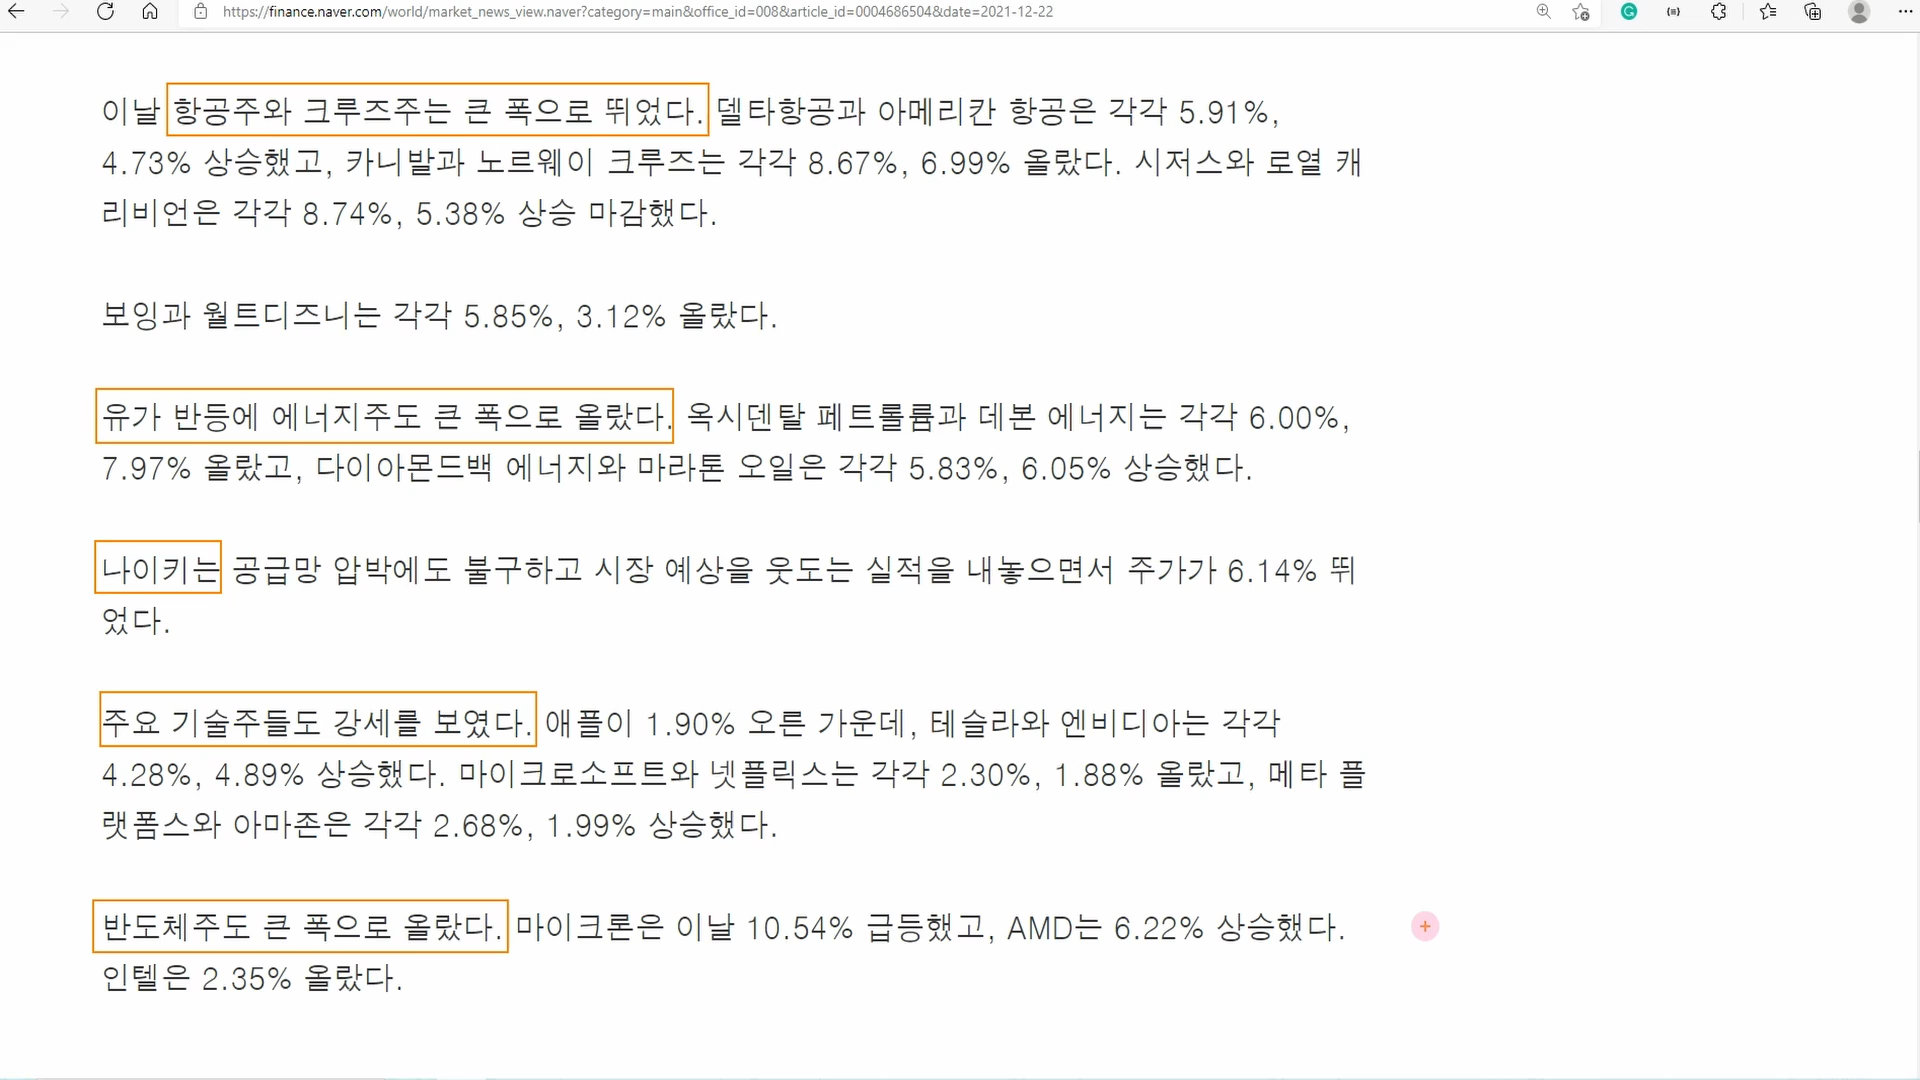 https://finance.naver.com/world/market_news_view.naver?category=main&office_id=008&article_id=0004686504&date=2021-12-22
이날 항공주와 크루즈주는 큰 폭으로 뛰었다. 델타항공과 아메리칸 항공은 각각 5.91%,
4.73% 상승했고, 카니발과 노르웨이 크루즈는 각각 8.67%, 6.99% 올랐다. 시저스와 로열 캐
리비언은 각각 8.74%, 5.38% 상승 마감했다.
보잉과 월트디즈니는 각각 5.85%, 3.12% 올랐다.
유가 반등에 에너지주도 큰 폭으로 올랐다. 옥시덴탈 페트롤륨과 데본 에너지는 각각 6.00%,
7.97% 올랐고, 다이아몬드백 에너지와 마라톤 오일은 각각 5.83%, 6.05% 상승했다.
나이키는 공급망 압박에도 불구하고 시장 예상을 웃도는 실적을 내놓으면서 주가가 6.14% 뛰
었다.
주요 기술주들도 강세를 보였다. 애플이 1.90% 오른 가운데, 테슬라와 엔비디아는 각각
4.28%, 4.89% 상승했다. 마이크로소프트와 넷플릭스는 각각 2.30%, 1.88% 올랐고, 메타 플
랫폼스와 아마존은 각각 2.68%, 1.99% 상승했다.
반도체주도 큰 폭으로 올랐다. 마이크론은 이날 10.54% 급등했고, AMD는 6.22% 상승했다.
인텔은 2.35% 올랐다.